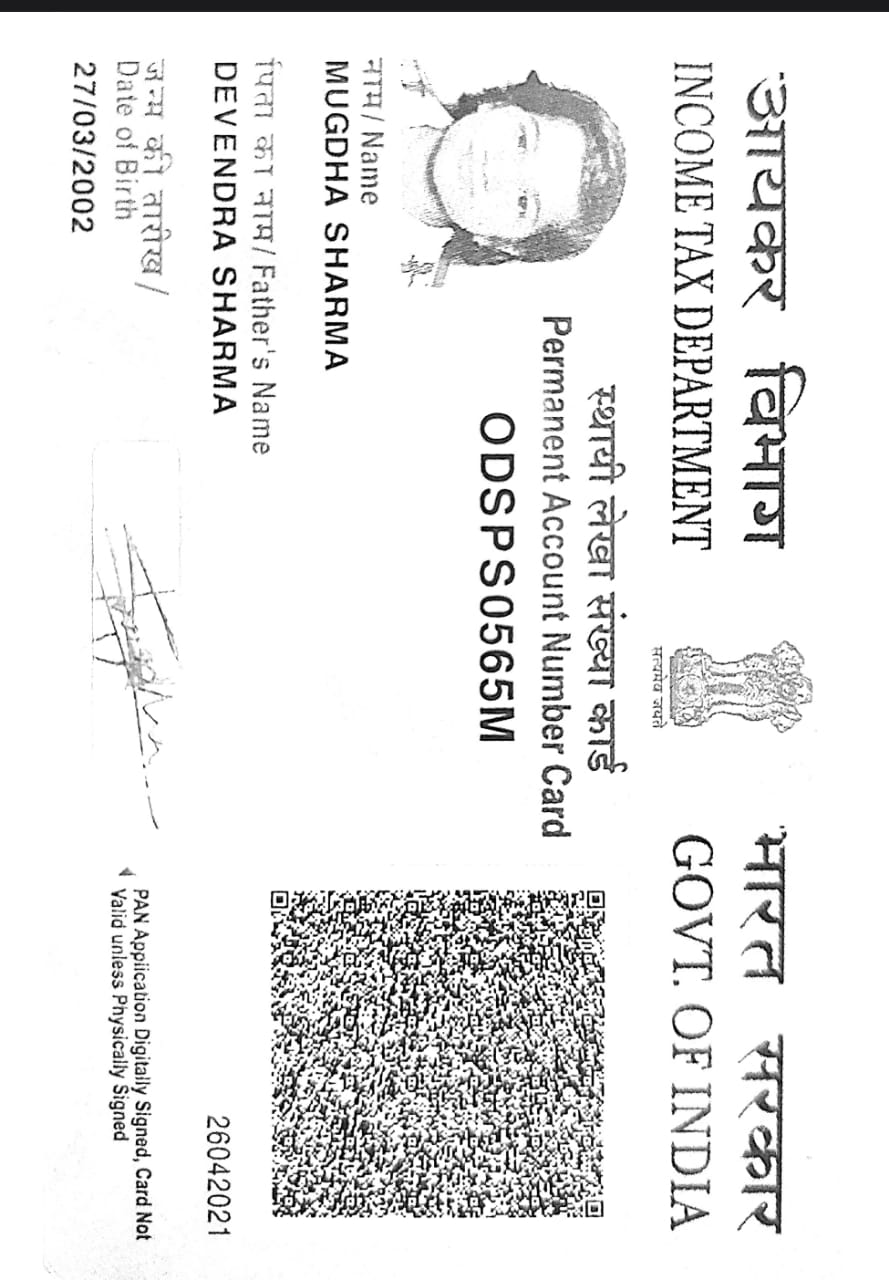 आयकर विभाग
INCOME TAX DEPARTMENT
सत्यमेव जयते
भारत सरकार
GOVT. OF INDIA
स्थायी लेखा संख्या कार्ड
Permanent Account Number Card
ODSPS0565M
नाम/ Name
MUGDHA SHARMA
पिता का नाम/ Father's Name
DEVENDRA SHARMA
जन्म की तारीख /
Date of Birth
27/03/2002
26042021
PAN Application Digitally Signed, Card Not
Valid unless Physically Signed